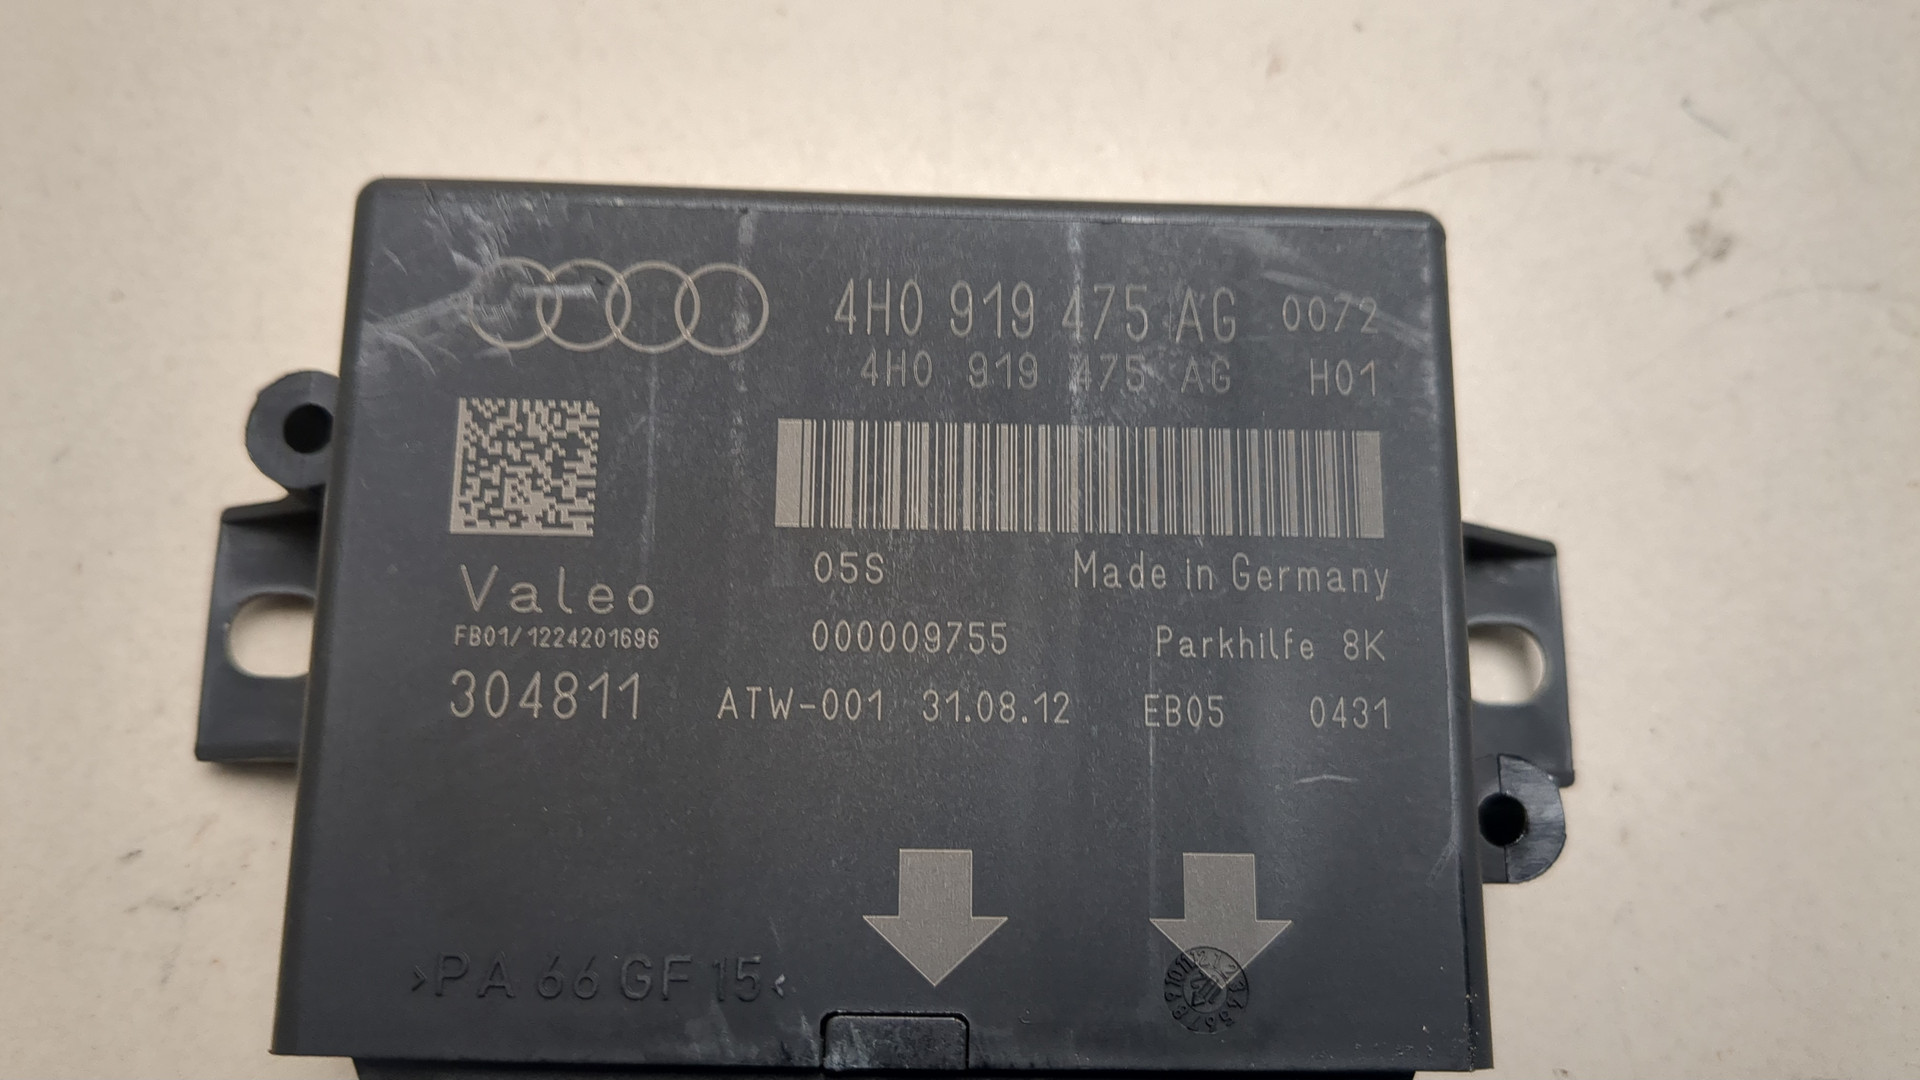 4H0 919 475 AG 0072
4H0 919 475 AG H01
05S Made in Germany
Valeo
FB01/1224201696
000009755 Parkhilfe 8K
304811 ATW-001 31.08.12 EB05 0431
>PA 66 GF 15<